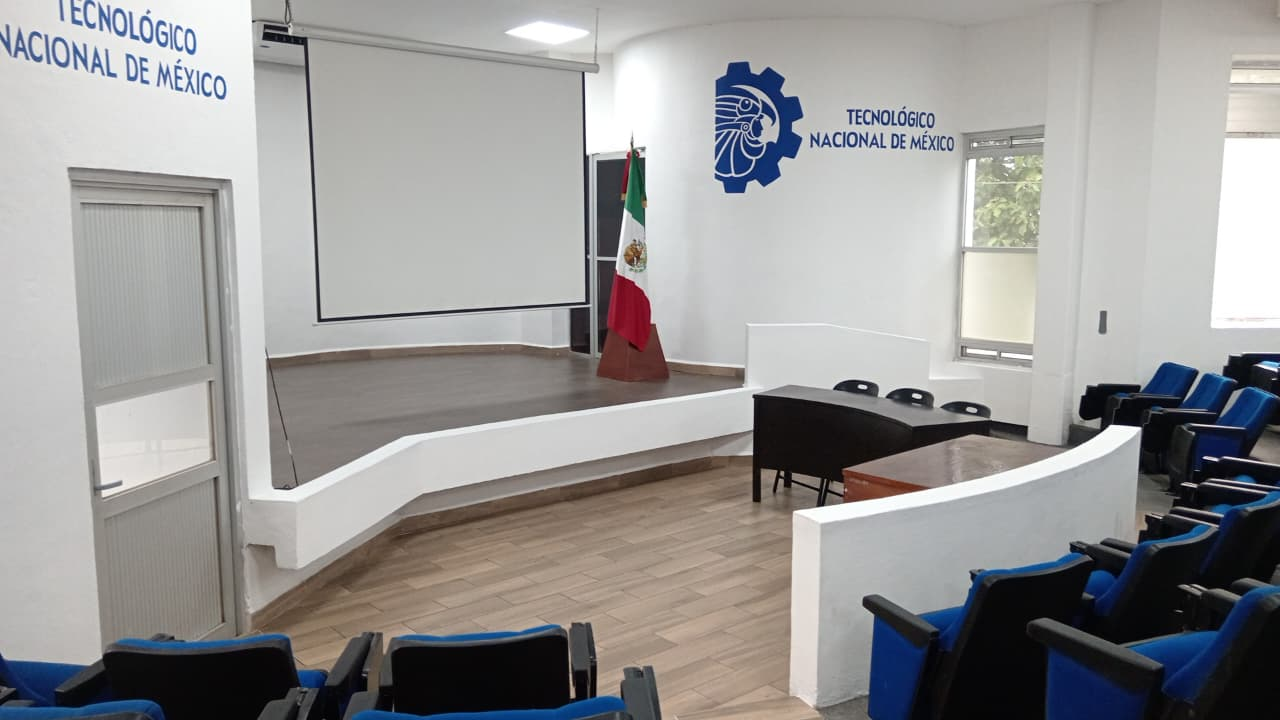 TECNOLÓGICO
NACIONAL DE MÉXICO
TECNOLÓGICO
NACIONAL DE MÉXICO